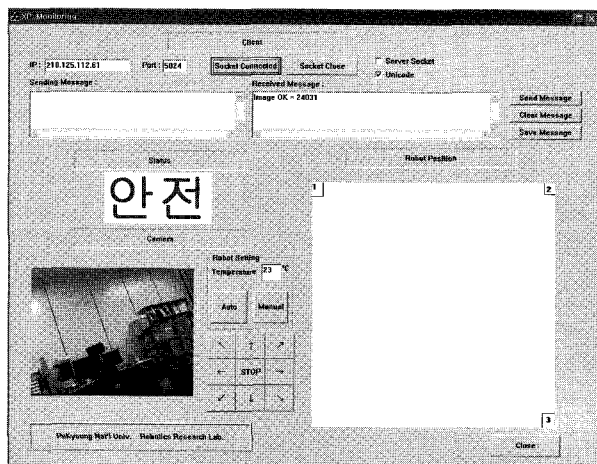 XP_Monitoring
Client
IP : 210.125.112.61 Port : 5024 Socket Connected Socket Close Server Socket
Unicode
Sending Message : Received Message :
Image OK - 24031
Send Message
Clear Message
Save Message
Status Robot Position
안전
1 2
Camera
Robot Setting
Temperature 23 ℃
Auto Manual
↖ ↑ ↗
← STOP →
↙ ↓ ↘
3
Pukyoung Nat'l Univ. Robotics Research Lab.
Close